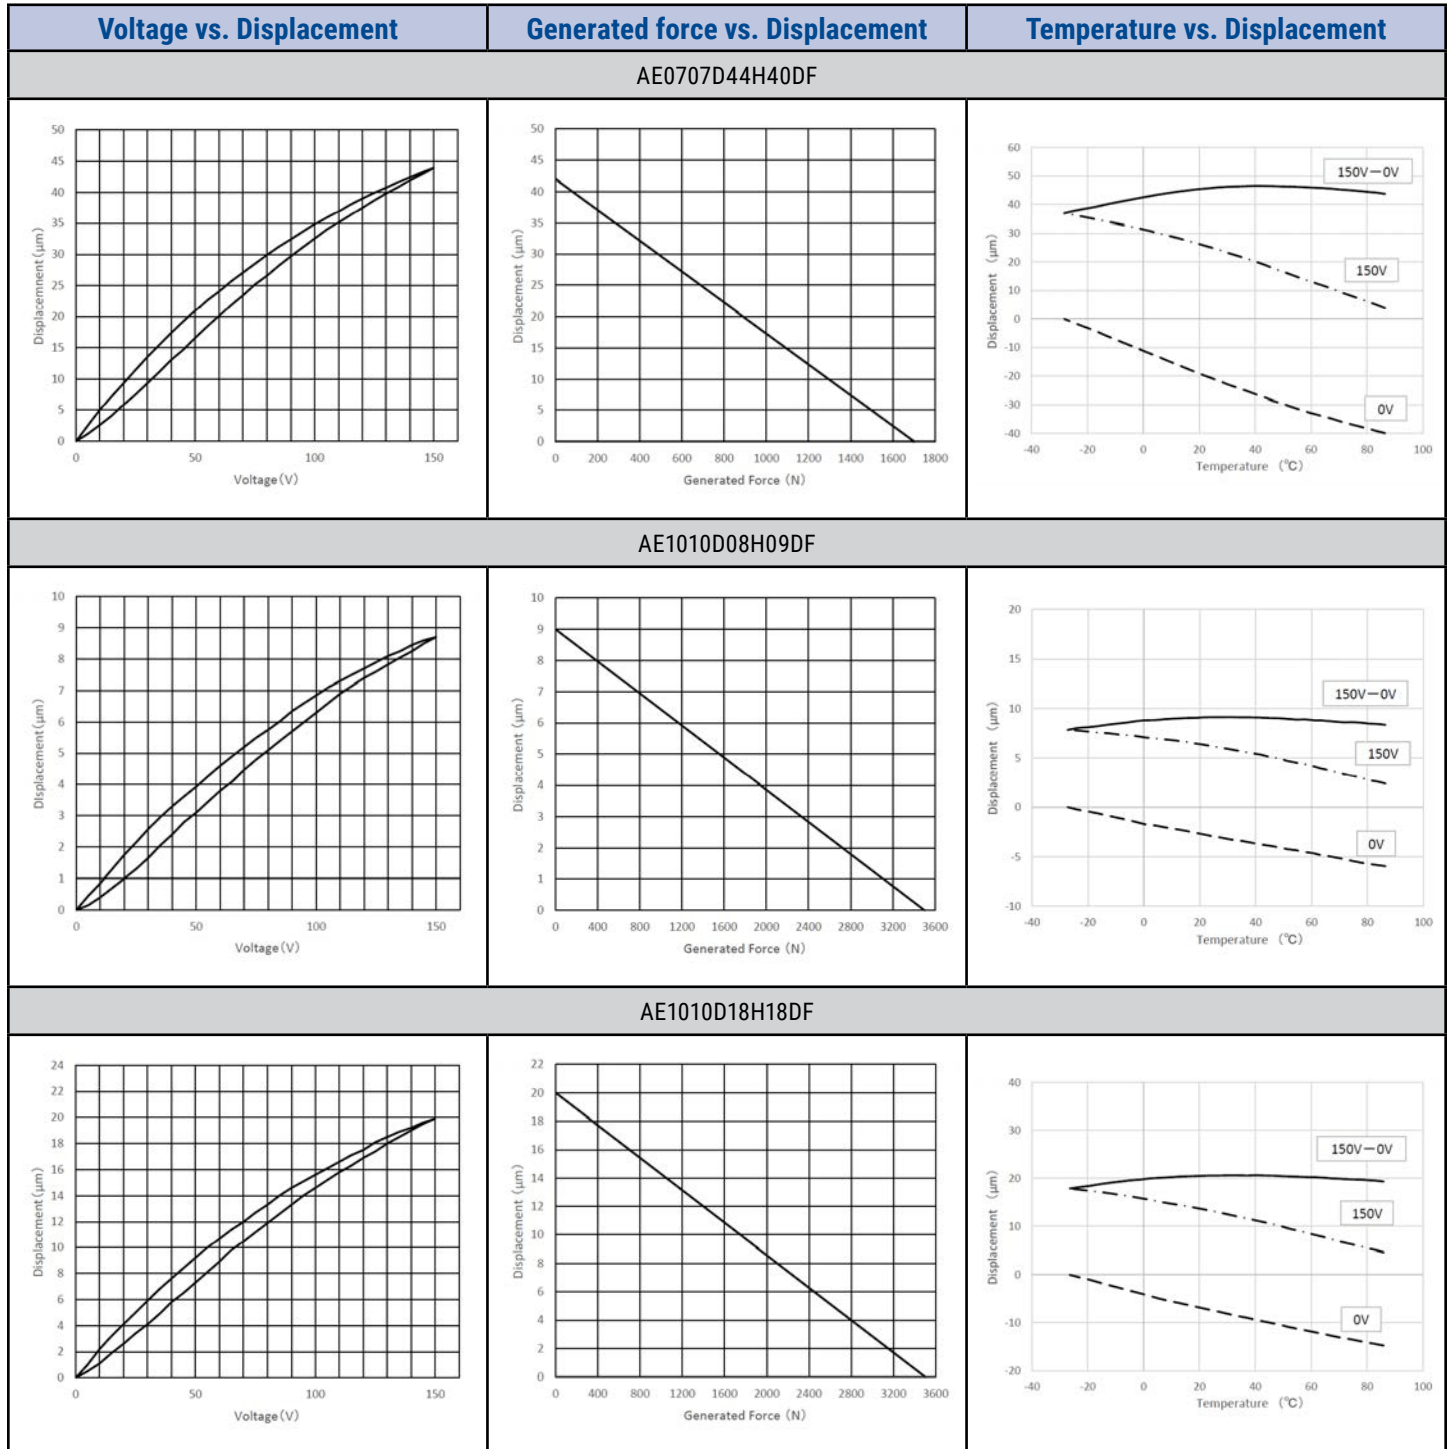 Voltage vs. Displacement
Generated force vs. Displacement
Temperature vs. Displacement
AE0707D44H40DF
50
45
40
35
30
25
20
15
10
5
0
Displacemnent(μm)
0 50 100 150
Voltage(V)
50
45
40
35
30
25
20
15
10
5
0
Displacement (μm)
0 200 400 600 800 1000 1200 1400 1600 1800
Generated Force (N)
60
50
40
30
20
10
0
-10
-20
-30
-40
Displacement (μm)
150V−0V
150V
0V
-40 -20 0 20 40 60 80 100
Temperature (℃)
AE1010D08H09DF
10
9
8
7
6
5
4
3
2
1
0
DIsplacement(μm)
0 50 100 150
Voltage(V)
10
9
8
7
6
5
4
3
2
1
0
Displacement (μm)
0 400 800 1200 1600 2000 2400 2800 3200 3600
Generated Force (N)
20
15
10
5
0
-5
-10
Displacement (μm)
150V−0V
150V
0V
-40 -20 0 20 40 60 80 100
Temperature (℃)
AE1010D18H18DF
24
22
20
18
16
14
12
10
8
6
4
2
0
Displacement(μm)
0 50 100 150
Voltage(V)
22
20
18
16
14
12
10
8
6
4
2
0
Displacement (μm)
0 400 800 1200 1600 2000 2400 2800 3200 3600
Generated Force (N)
40
30
20
10
0
-10
-20
Displacement (μm)
150V−0V
150V
0V
-40 -20 0 20 40 60 80 100
Temperature (℃)